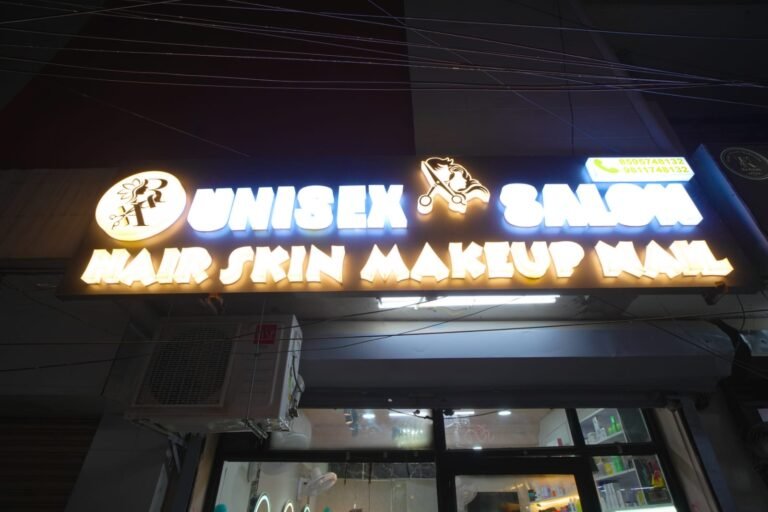 UNISEX SALON
8595748132
9811748132
HAIR SKIN MAKEUP NAIL